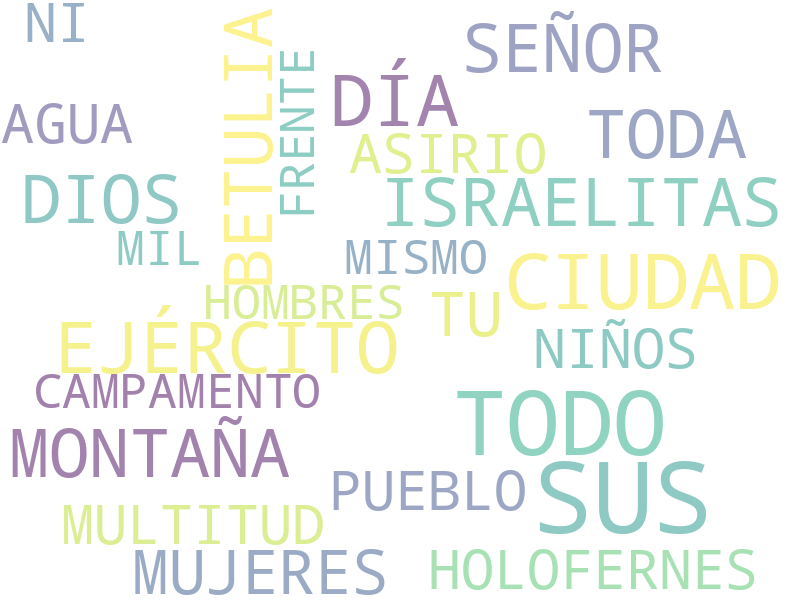 NI
SEÑOR
BETULIA
FRENTE
DÍA
AGUA
TODA
ASIRIO
DIOS
ISRAELITAS
MIL
MISMO
CIUDAD
HOMBRES
TU
EJÉRCITO
NIÑOS
CAMPAMENTO
TODO
MONTAÑA
SUS
PUEBLO
MULTITUD
MUJERES
HOLOFERNES